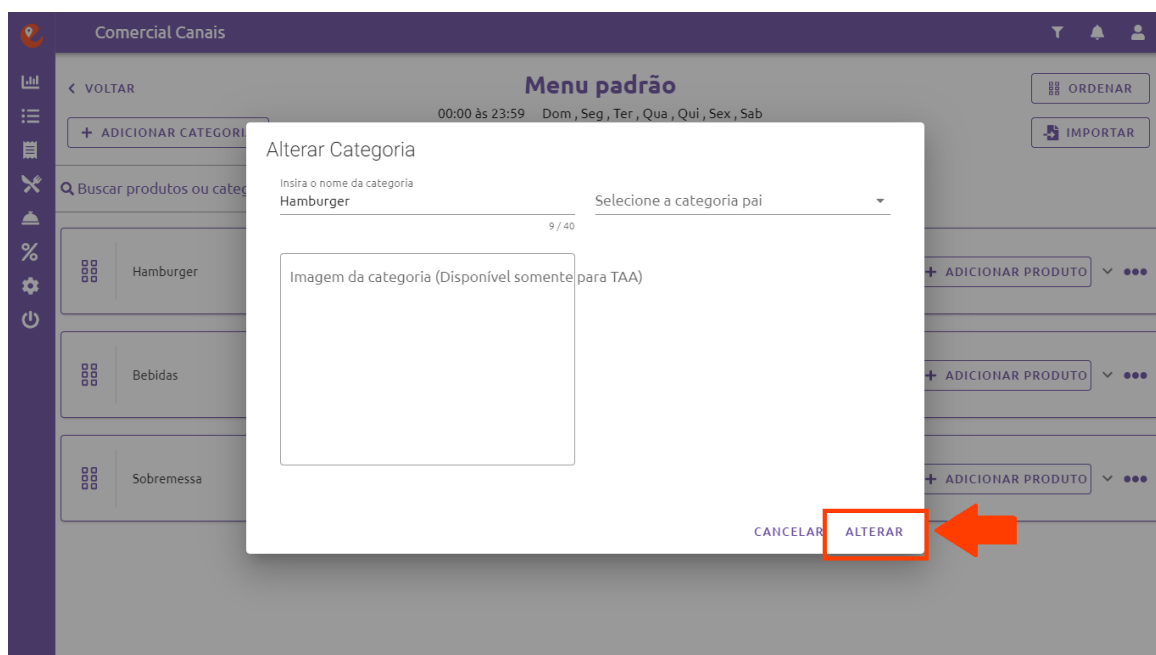 Comercial Canais
VOLTAR
Menu padrão
ORDENAR
00:00 às 23:59 Dom , Seg , Ter , Qua , Qui , Sex , Sab
+ ADICIONAR CATEGORI
IMPORTAR
Alterar Categoria
Buscar produtos ou categ
Insira o nome da categoria
Hamburger
Selecione a categoria pai
9 / 40
Hamburger
Imagem da categoria (Disponível somente para TAA)
+ ADICIONAR PRODUTO
Bebidas
+ ADICIONAR PRODUTO
Sobremessa
+ ADICIONAR PRODUTO
CANCELAR
ALTERAR